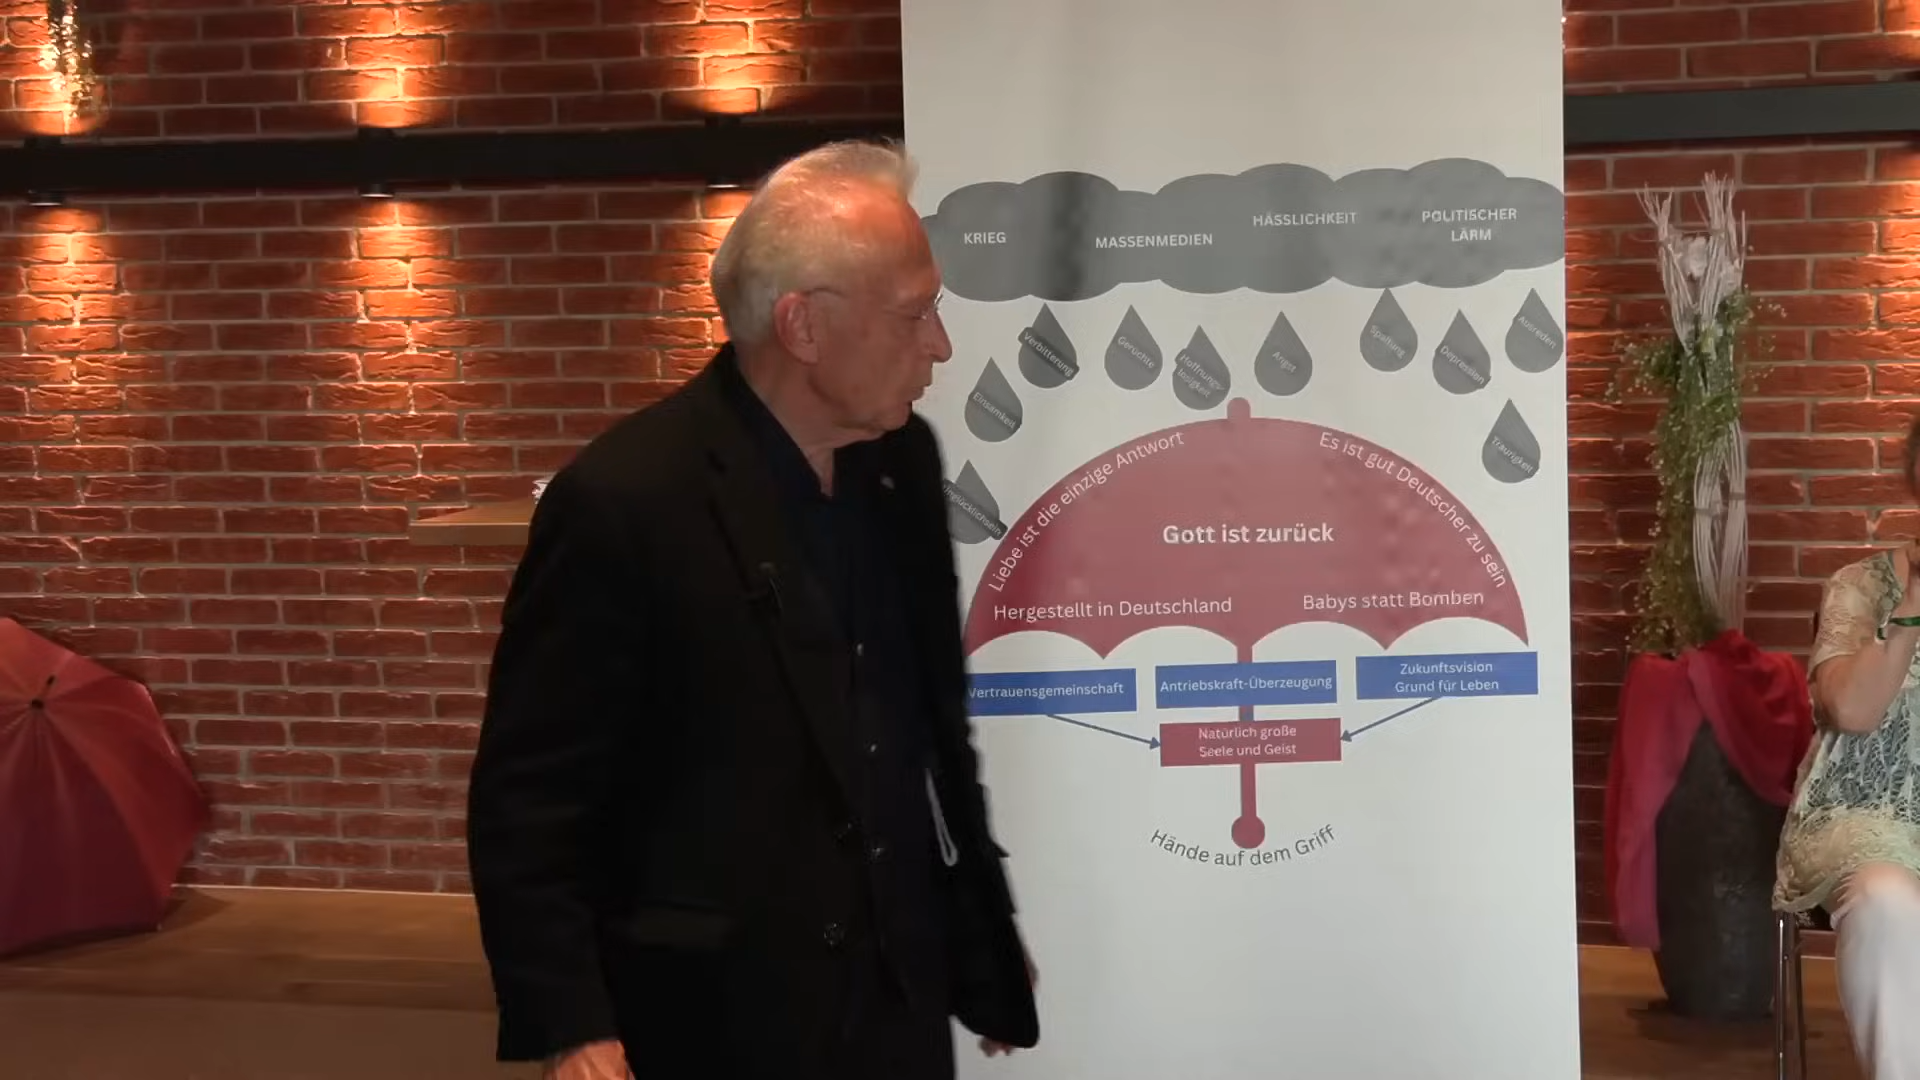 KRIEG
MASSENMEDIEN
HÄSSLICHKEIT
POLITISCHER
LÄRM
Verbitterung
Gerüchte
Hoffnungs-
losigkeit
Angst
Spaltung
Depression
Ausreden
Einsamkeit
Traurigkeit
Unglücklichsein
Liebe ist die einzige Antwort
Es ist gut Deutscher zu sein
Gott ist zurück
Hergestellt in Deutschland
Babys statt Bomben
Vertrauensgemeinschaft
Antriebskraft-Überzeugung
Zukunftsvision
Grund für Leben
Natürlich große
Seele und Geist
Hände auf dem Griff